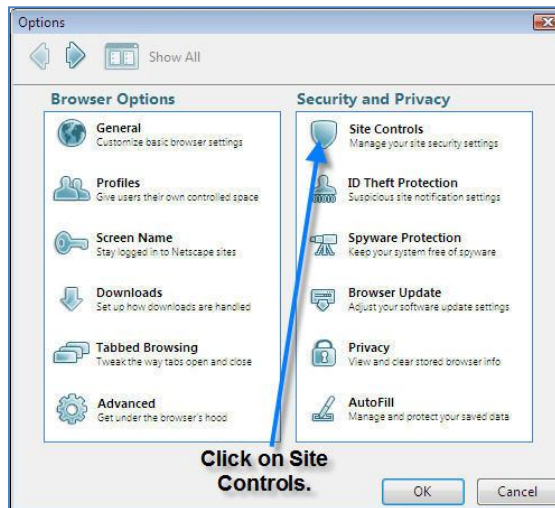 Options
Show All
Browser Options
General
Customize basic browser settings
Profiles
Give users their own controlled space
Screen Name
Stay logged in to Netscape sites
Downloads
Set up how downloads are handled
Tabbed Browsing
Tweak the way tabs open and close
Advanced
Get under the browser's hood
Security and Privacy
Site Controls
Manage your site security settings
ID Theft Protection
Suspicious site notification settings
Spyware Protection
Keep your system free of spyware
Browser Update
Adjust your software update settings
Privacy
View and clear stored browser info
AutoFill
Manage and protect your saved data
Click on Site
Controls.
OK
Cancel